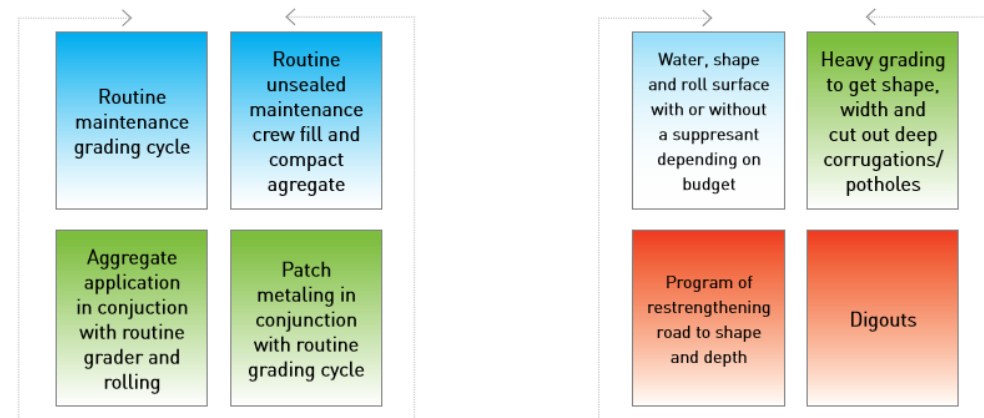 Routine
maintenance
grading cycle
Routine
unsealed
maintenance
crew fill and
compact
agregate
Water, shape
and roll surface
with or without
a suppresant
depending on
budget
Heavy grading
to get shape,
width and
cut out deep
corrugations/
potholes
Aggregate
application
in conjuction
with routine
grader and
rolling
Patch
metaling in
conjunction
with routine
grading cycle
Program of
restrengthening
road to shape
and depth
Digouts